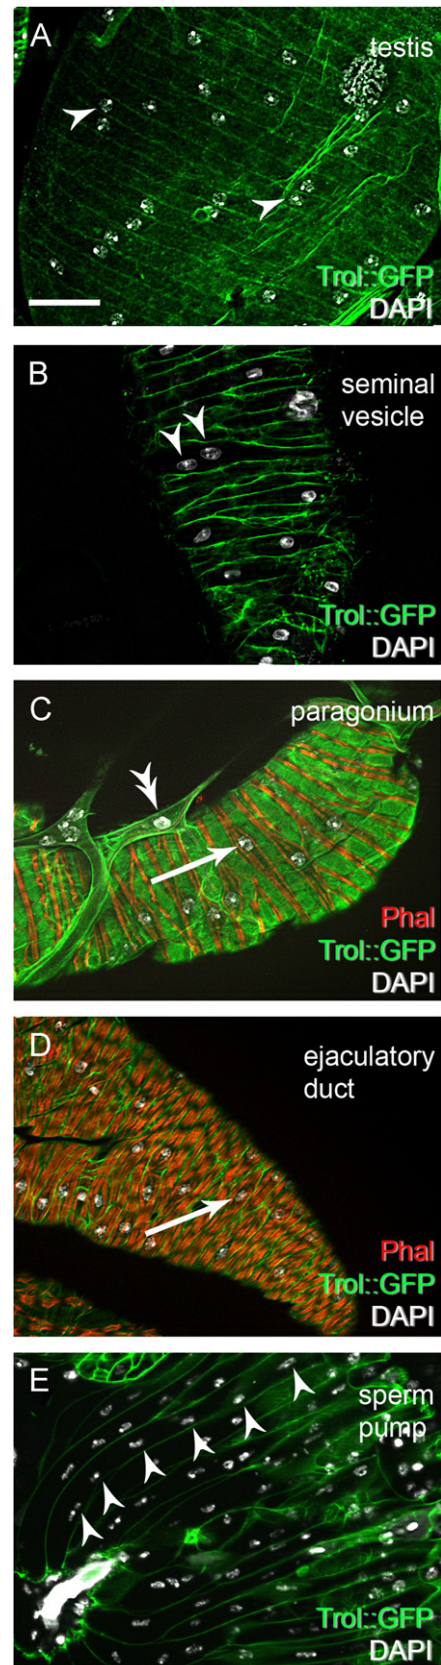 A
testis
Trol::GFP
DAPI
B
seminal
vesicle
Trol::GFP
DAPI
C
paragonium
Phal
Trol::GFP
DAPI
D
ejaculatory
duct
Phal
Trol::GFP
DAPI
E
sperm
pump
Trol::GFP
DAPI